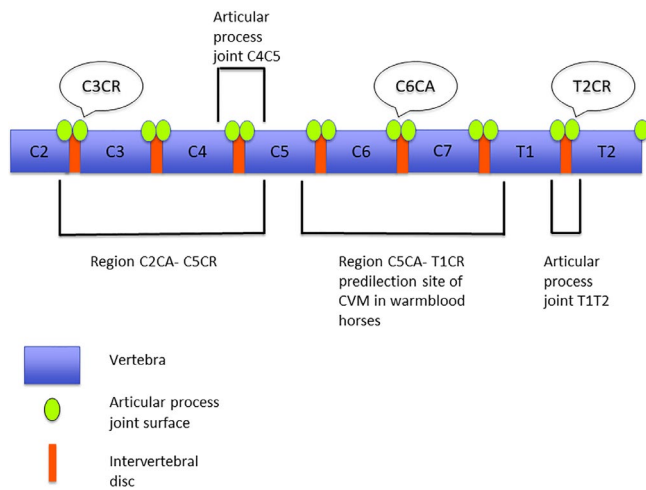 Articular
process
joint C4C5
C3CR
C6CA
T2CR
C2
C3
C4
C5
C6
C7
T1
T2
Region C2CA- C5CR
Region C5CA- T1CR
predilection site of
CVM in warmblood
horses
Articular
process
joint T1T2
Vertebra
Articular process
joint surface
Intervertebral
disc